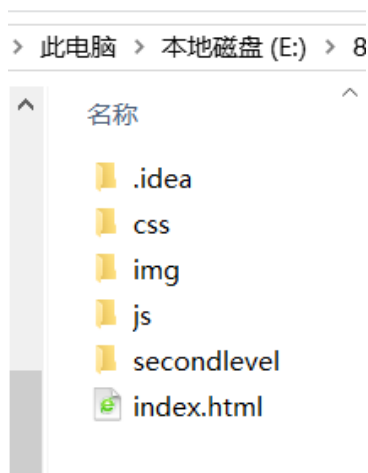 此电脑 > 本地磁盘 (E:) > 8
名称
.idea
css
img
js
secondlevel
index.html